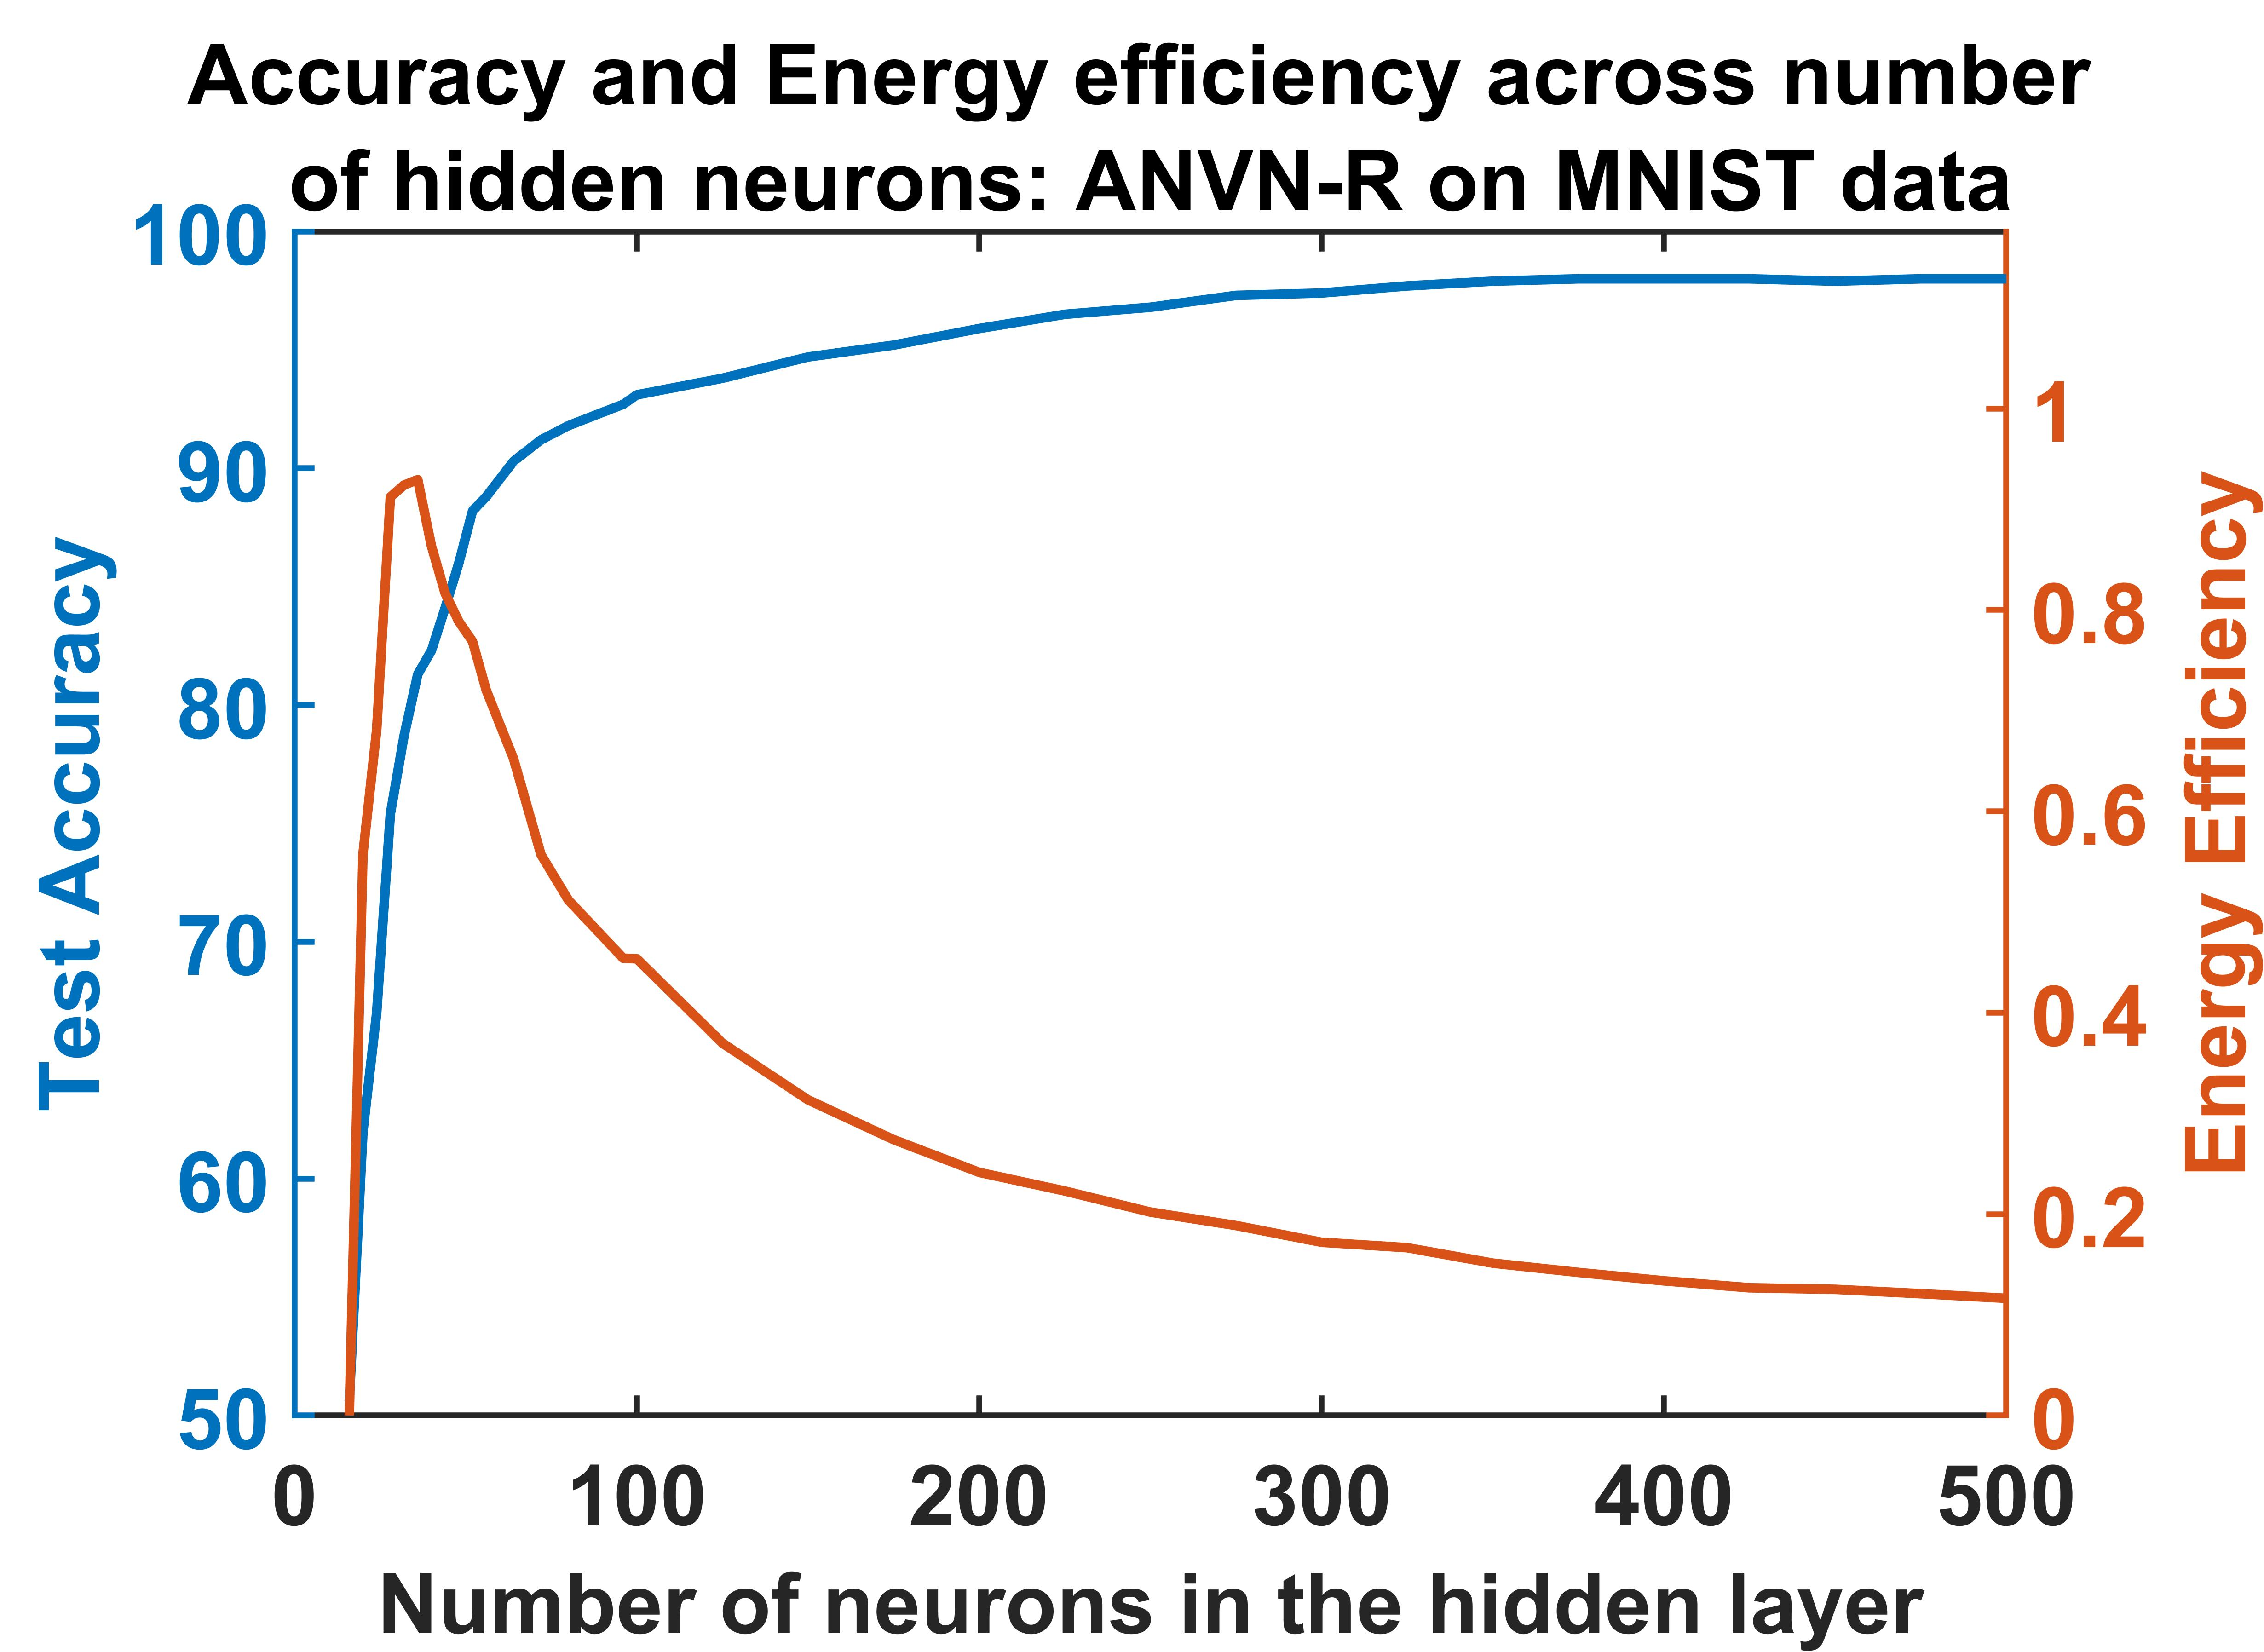 Accuracy and Energy efficiency across number
of hidden neurons: ANVN-R on MNIST data
100
90
80
70
60
50
Test Accuracy
1
0.8
0.6
0.4
0.2
0
Energy Efficiency
0 100 200 300 400 500
Number of neurons in the hidden layer